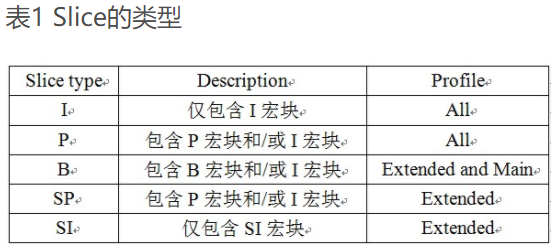 表1 Slice的类型
Slice type Description Profile
I 仅包含 I 宏块 All
P 包含 P 宏块和/或 I 宏块 All
B 包含 B 宏块和/或 I 宏块 Extended and Main
SP 包含 P 宏块和/或 I 宏块 Extended
SI 仅包含 SI 宏块 Extended